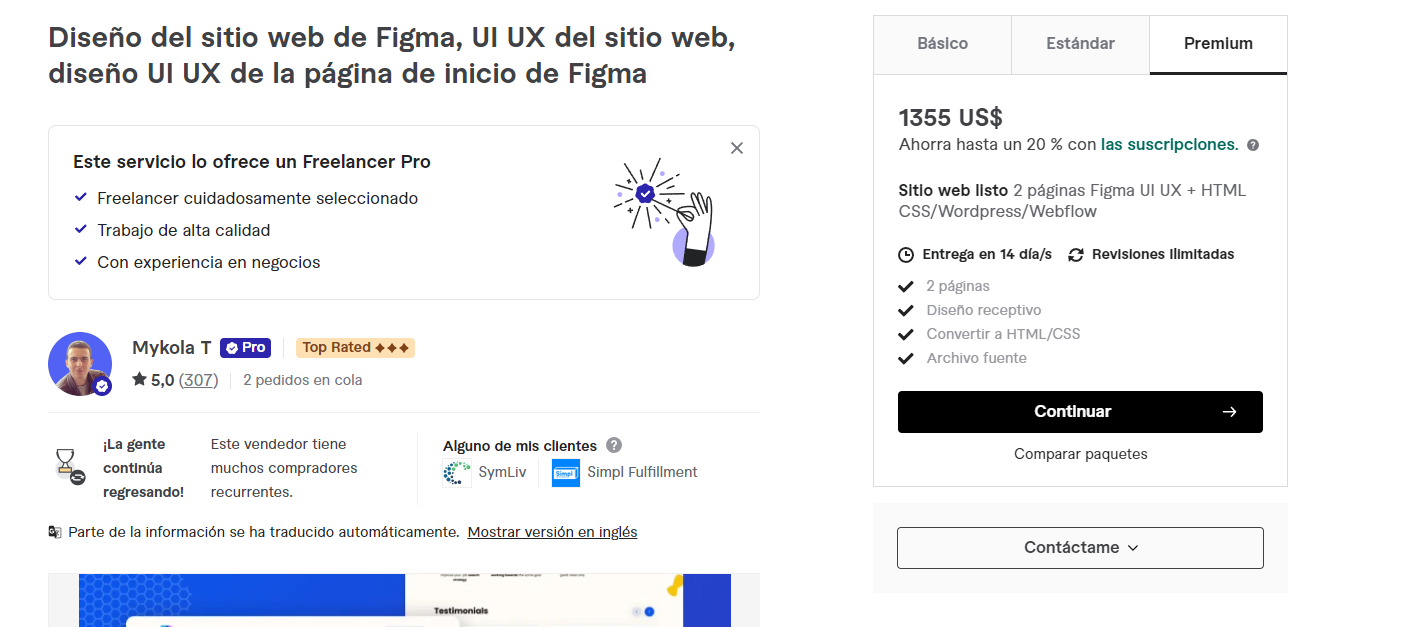 Diseño del sitio web de Figma, UI UX del sitio web,
diseño UI UX de la página de inicio de Figma
Este servicio lo ofrece un Freelancer Pro
Freelancer cuidadosamente seleccionado
Trabajo de alta calidad
Con experiencia en negocios
Mykola T
Pro
Top Rated
5,0 (307)
2 pedidos en cola
¡La gente
continúa
regresando!
Este vendedor tiene
muchos compradores
recurrentes.
Alguno de mis clientes ?
SymLiv
Simpl
Simpl Fulfillment
Parte de la información se ha traducido automáticamente. Mostrar versión en inglés
Testimonials
Básico
Estándar
Premium
1355 US$
Ahorra hasta un 20 % con las suscripciones. ?
Sitio web listo 2 páginas Figma UI UX + HTML
CSS/Wordpress/Webflow
Entrega en 14 día/s
Revisiones ilimitadas
2 páginas
Diseño receptivo
Convertir a HTML/CSS
Archivo fuente
Continuar
Comparar paquetes
Contáctame